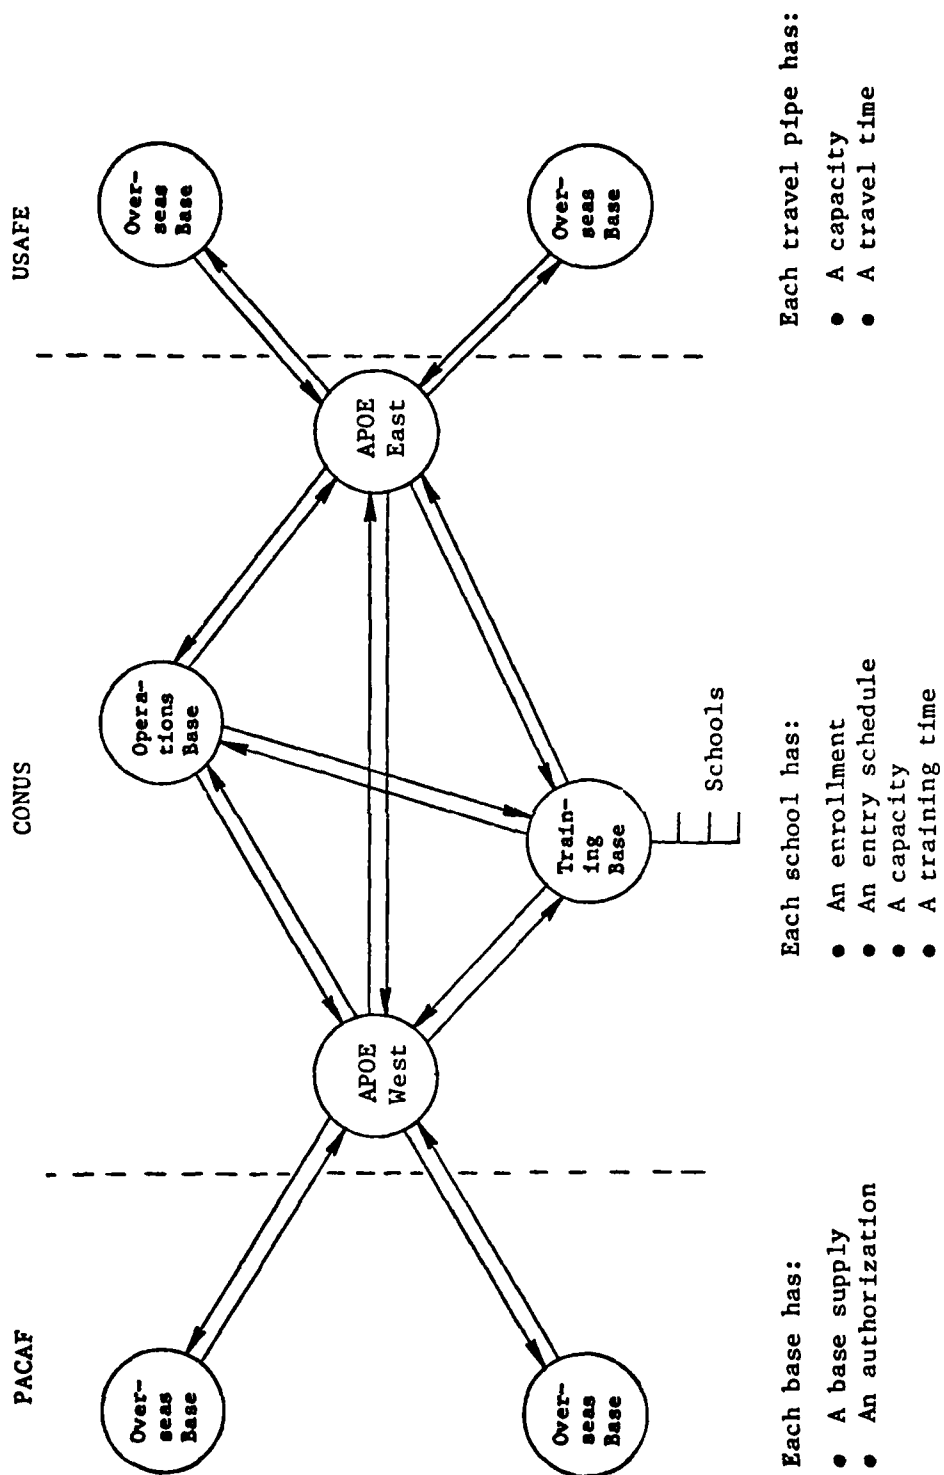 PACAF
CONUS
USAFE
Over-
seas
Base
Opera-
tions
Base
Over-
seas
Base
APOE
West
APOE
East
Over-
seas
Base
Train-
ing
Base
Over-
seas
Base
Schools
Each base has:
● A base supply
● An authorization
Each school has:
● An enrollment
● An entry schedule
● A capacity
● A training time
Each travel pipe has:
● A capacity
● A travel time